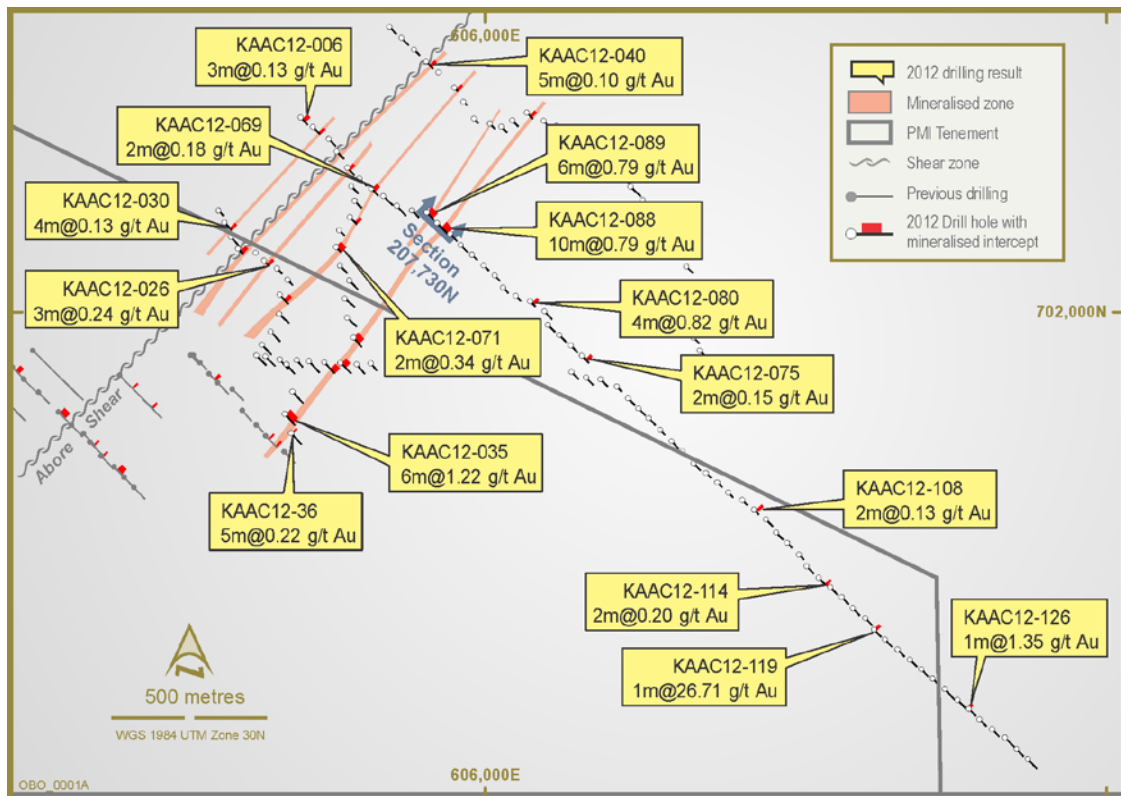 606,000E
KAAC12-006
3m@0.13 g/t Au
KAAC12-040
5m@0.10 g/t Au
KAAC12-069
2m@0.18 g/t Au
KAAC12-089
6m@0.79 g/t Au
KAAC12-030
4m@0.13 g/t Au
KAAC12-088
10m@0.79 g/t Au
Section
207,730N
KAAC12-026
3m@0.24 g/t Au
KAAC12-080
4m@0.82 g/t Au
KAAC12-071
2m@0.34 g/t Au
KAAC12-075
2m@0.15 g/t Au
2012 drilling result
Mineralised zone
PMI Tenement
Shear zone
Previous drilling
2012 Drill hole with
mineralised intercept
702,000N
Abore Shear
KAAC12-035
6m@1.22 g/t Au
KAAC12-36
5m@0.22 g/t Au
KAAC12-108
2m@0.13 g/t Au
KAAC12-114
2m@0.20 g/t Au
KAAC12-126
1m@1.35 g/t Au
KAAC12-119
1m@26.71 g/t Au
N
500 metres
WGS 1984 UTM Zone 30N
606,000E
OBO_0001A